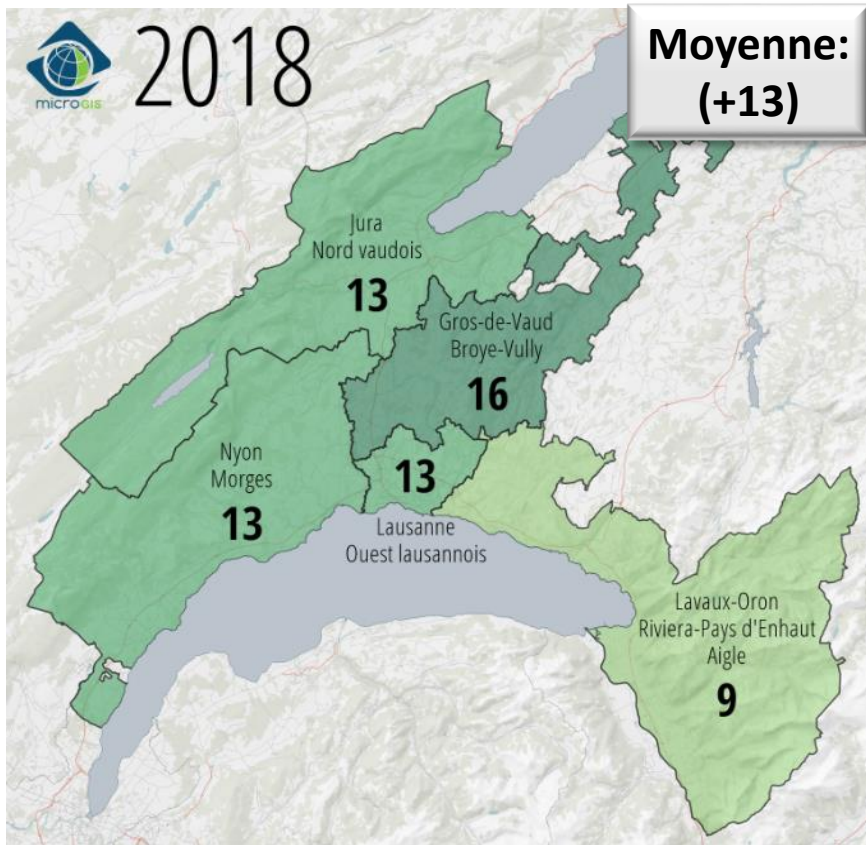 microGIS
2018
Moyenne:
(+13)
Jura
Nord vaudois
13
Gros-de-Vaud
Broye-Vully
16
Nyon
Morges
13
13
Lausanne
Ouest lausannois
Lavaux-Oron
Riviera-Pays d'Enhaut
Aigle
9